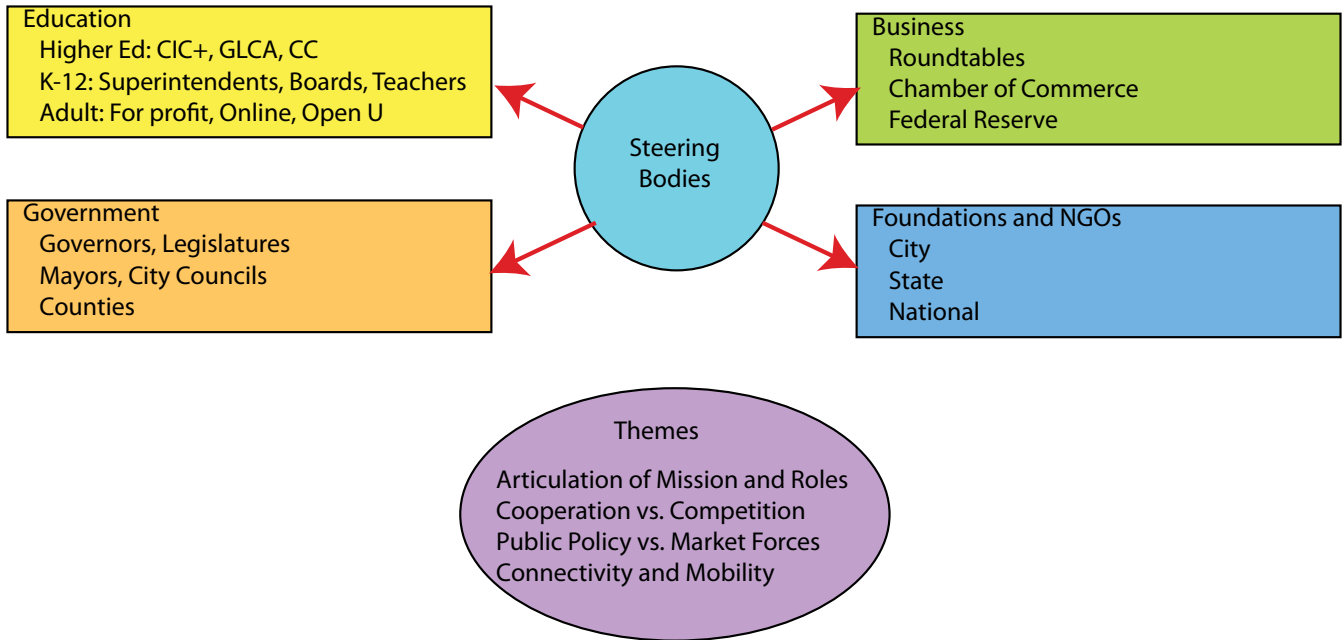 Education
Higher Ed: CIC+, GLCA, CC
K-12: Superintendents, Boards, Teachers
Adult: For profit, Online, Open U
Business
Roundtables
Chamber of Commerce
Federal Reserve
Steering
Bodies
Government
Governors, Legislatures
Mayors, City Councils
Counties
Foundations and NGOs
City
State
National
Themes
Articulation of Mission and Roles
Cooperation vs. Competition
Public Policy vs. Market Forces
Connectivity and Mobility